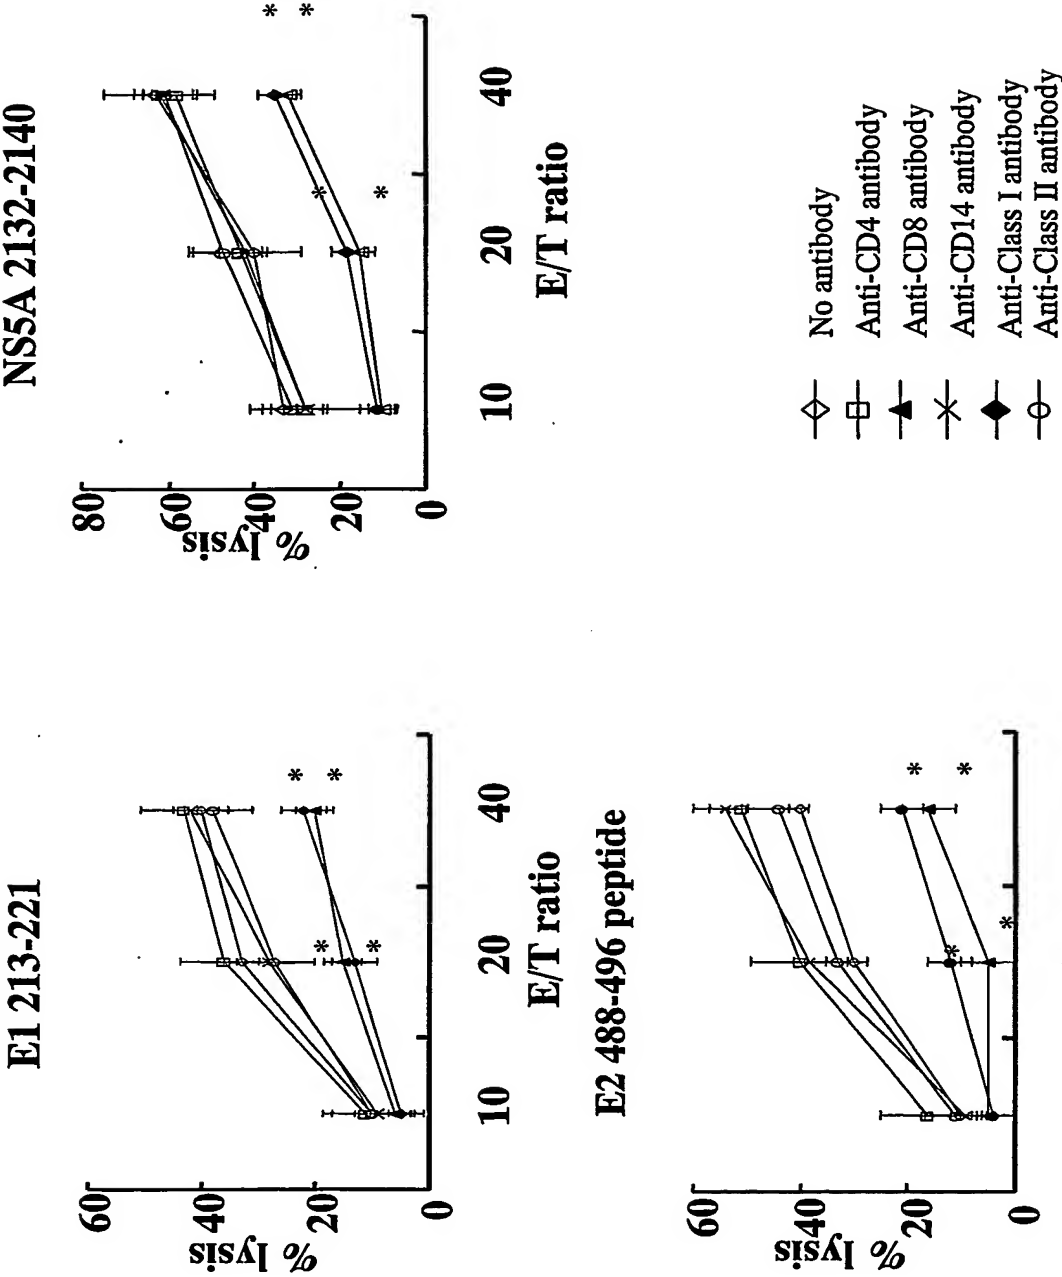 E1 213-221
% lysis
60
40
20
0
10
20
40
E/T ratio
*
*
*
*
NS5A 2132-2140
% lysis
80
60
40
20
0
10
20
40
E/T ratio
*
*
*
*
E2 488-496 peptide
% lysis
60
40
20
0
*
*
*
*
No antibody
Anti-CD4 antibody
Anti-CD8 antibody
Anti-CD14 antibody
Anti-Class I antibody
Anti-Class II antibody